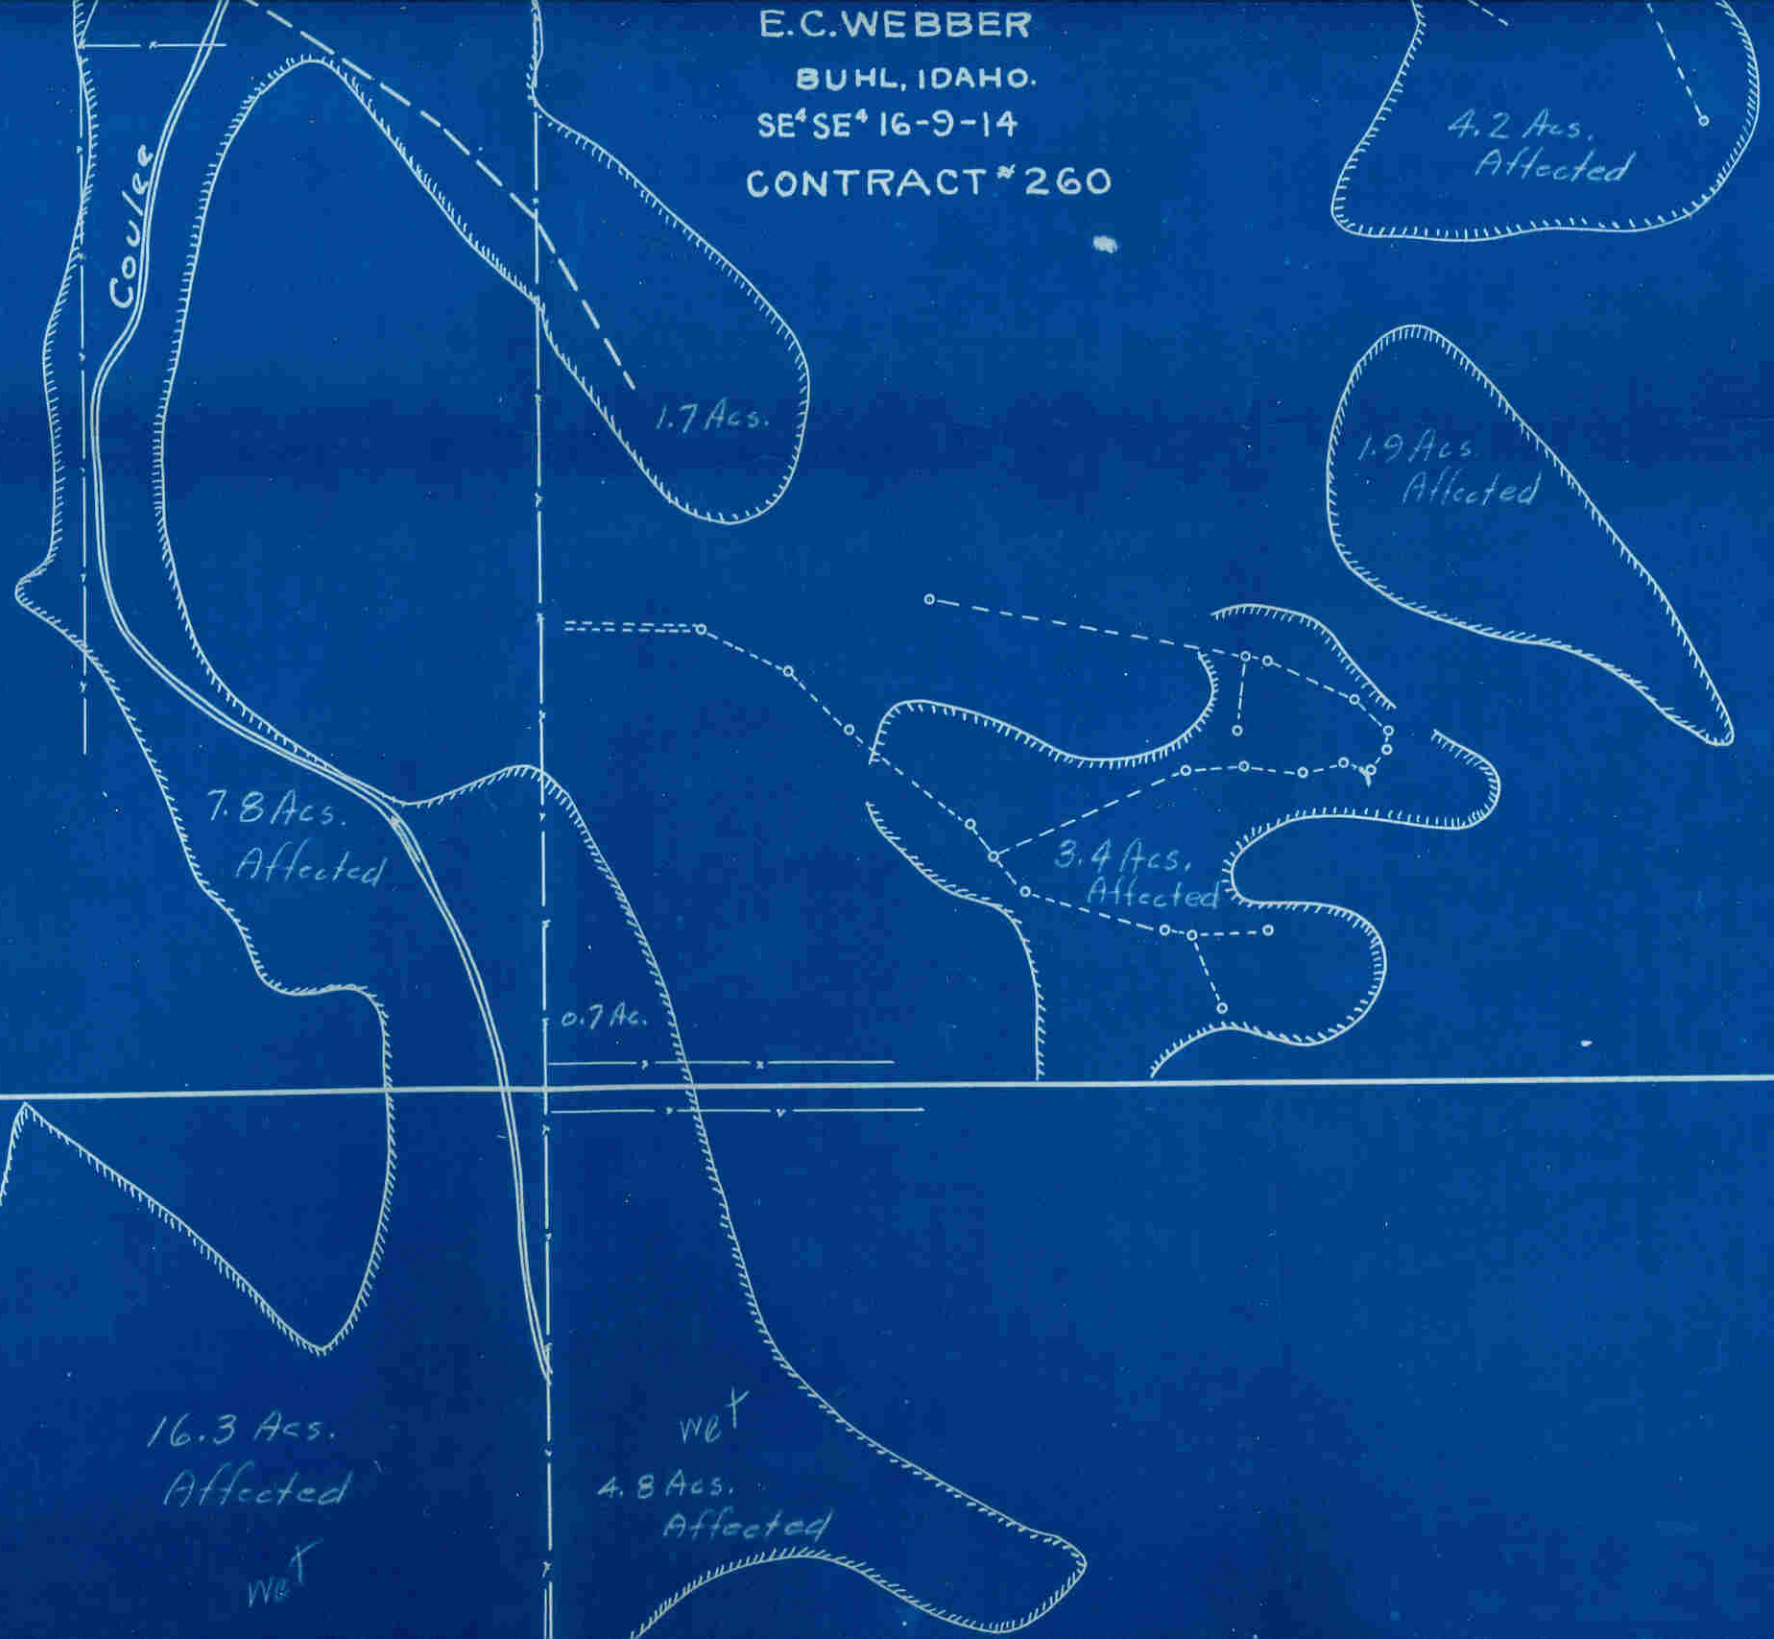 E.C.WEBBER
BUHL, IDAHO.
SE⁴ SE⁴ 16-9-14
CONTRACT # 260
Coulee
4.2 Acs.
Affected
1.7 Acs.
1.9 Acs.
Affected
7.8 Acs.
Affected
3.4 Acs.
Affected
0.7 Ac.
16.3 Acs.
Affected
wet
wet
4.8 Acs.
Affected